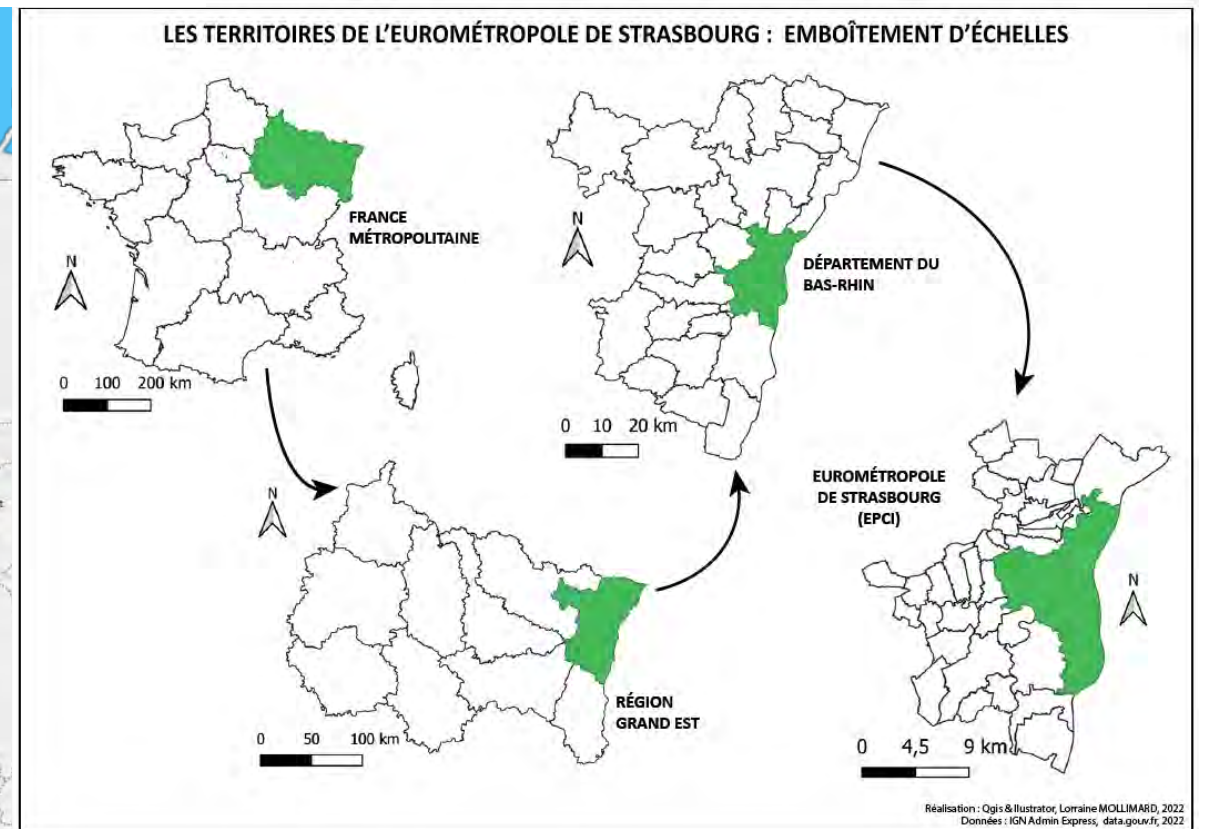 LES TERRITOIRES DE L'EUROMÉTROPOLE DE STRASBOURG : EMBOÎTEMENT D'ÉCHELLES
FRANCE
MÉTROPOLITAINE
N
0 100 200 km
N
DÉPARTEMENT DU
BAS-RHIN
0 10 20 km
N
RÉGION
GRAND EST
0 50 100 km
EUROMÉTROPOLE
DE STRASBOURG
(EPCI)
N
0 4,5 9 km
Réalisation : Qgis & Ilustrator, Lorraine MOLLIMARD, 2022
Données : IGN Admin Express, data.gouv.fr, 2022